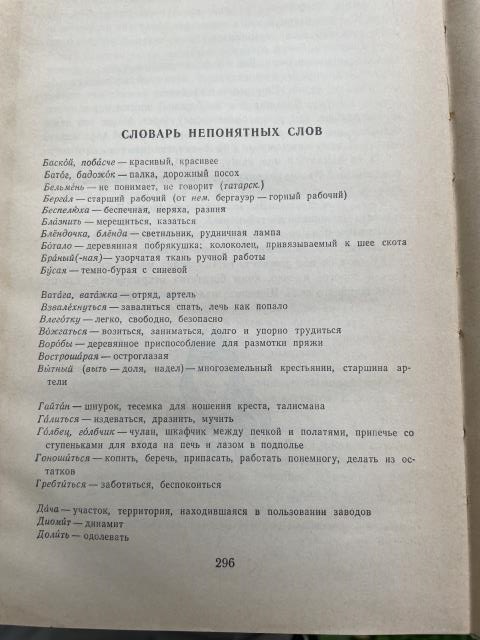 СЛОВАРЬ НЕПОНЯТНЫХ СЛОВ
Баско́й, поба́сче — красивый, красивее
Бато́г, бадожо́к — палка, дорожный посох
Бельме́нь — не понимает, не говорит (татарск.)
Берга́л — старший рабочий (от нем. бергауэр — горный рабочий)
Беспелю́ха — беспечная, неряха, разиня
Бла́знить — мерещиться, казаться
Блёндочка, блёнда — светильник, рудничная лампа
Бо́тало — деревянная побрякушка; колоколец, привязываемый к шее скота
Бра́ный(-ная) — узорчатая ткань ручной работы
Бу́сая — темно-бурая с синевой
Вата́га, вата́жка — отряд, артель
Взвале́хнуться — завалиться спать, лечь как попало
Влего́тку — легко, свободно, безопасно
Во́жгаться — возиться, заниматься, долго и упорно трудиться
Воро́бы — деревянное приспособление для размотки пряжи
Востроша́рая — остроглазая
Вы́тный (выть — доля, надел) — многоземельный крестьянин, старшина ар-
тели
Гайта́н — шнурок, тесемка для ношения креста, талисмана
Га́литься — издеваться, дразнить, мучить
Го́лбец, го́лбчик — чулан, шкафчик между печкой и полатями, припечье со
ступеньками для входа на печь и лазом в подполье
Гоноши́ться — копить, беречь, припасать, работать понемногу, делать из ос-
татков
Гребти́ться — заботиться, беспокоиться
Да́ча — участок, территория, находившаяся в пользовании заводов
Диоми́т — динамит
Доли́ть — одолевать
296